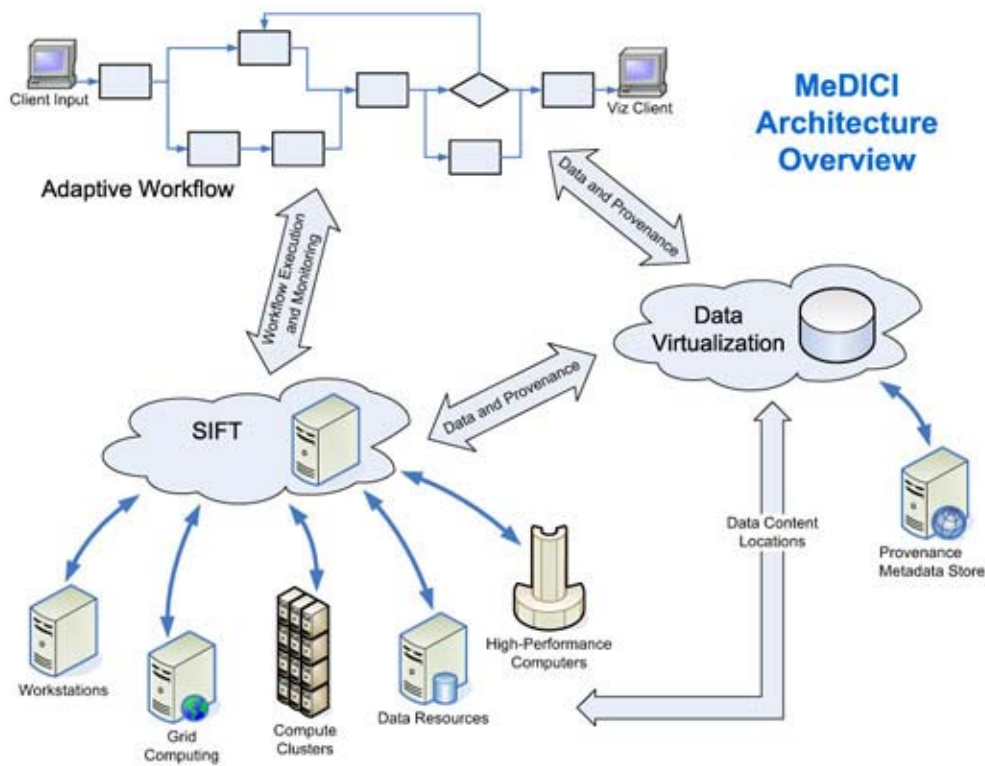 MeDICI
Architecture
Overview
Client Input
Viz Client
Adaptive Workflow
Workflow Execution
and Monitoring
Data and Provenance
Data
Virtualization
Data and Provenance
SIFT
Data Content
Locations
Provenance
Metadata Store
High-Performance
Computers
Workstations
Grid
Computing
Compute
Clusters
Data Resources